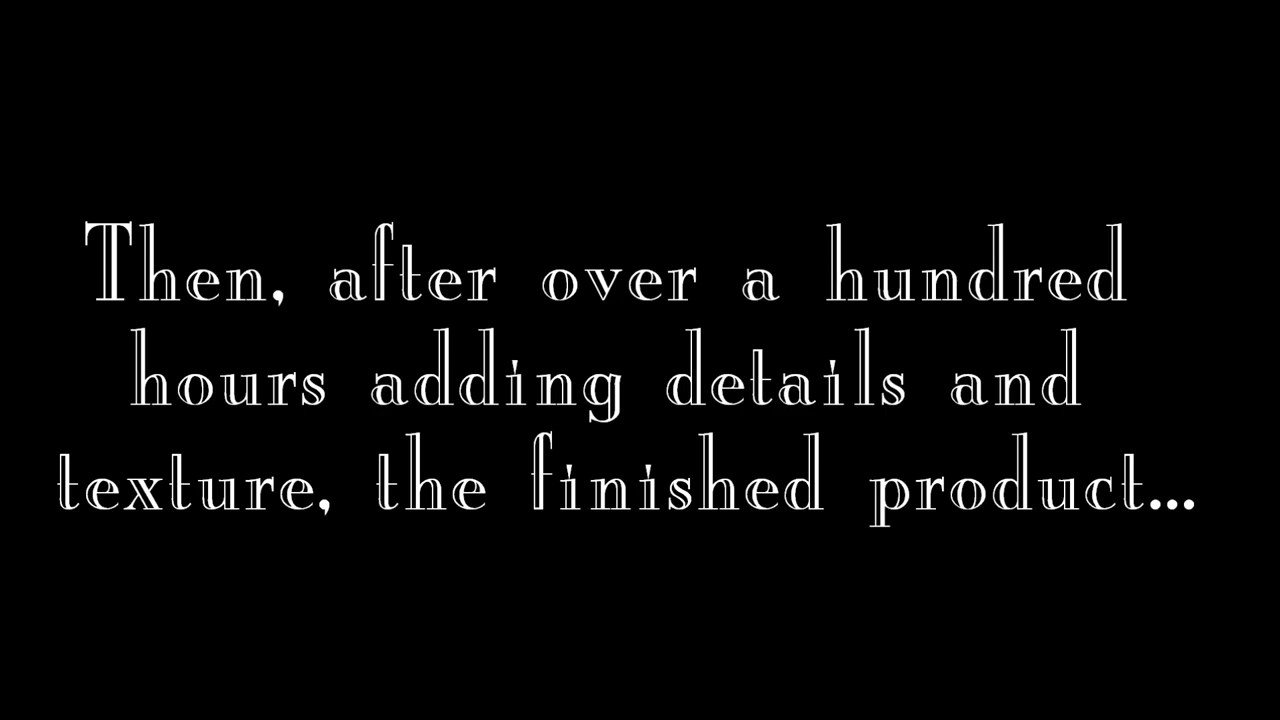 Then, after over a hundred
hours adding details and
texture, the finished product...